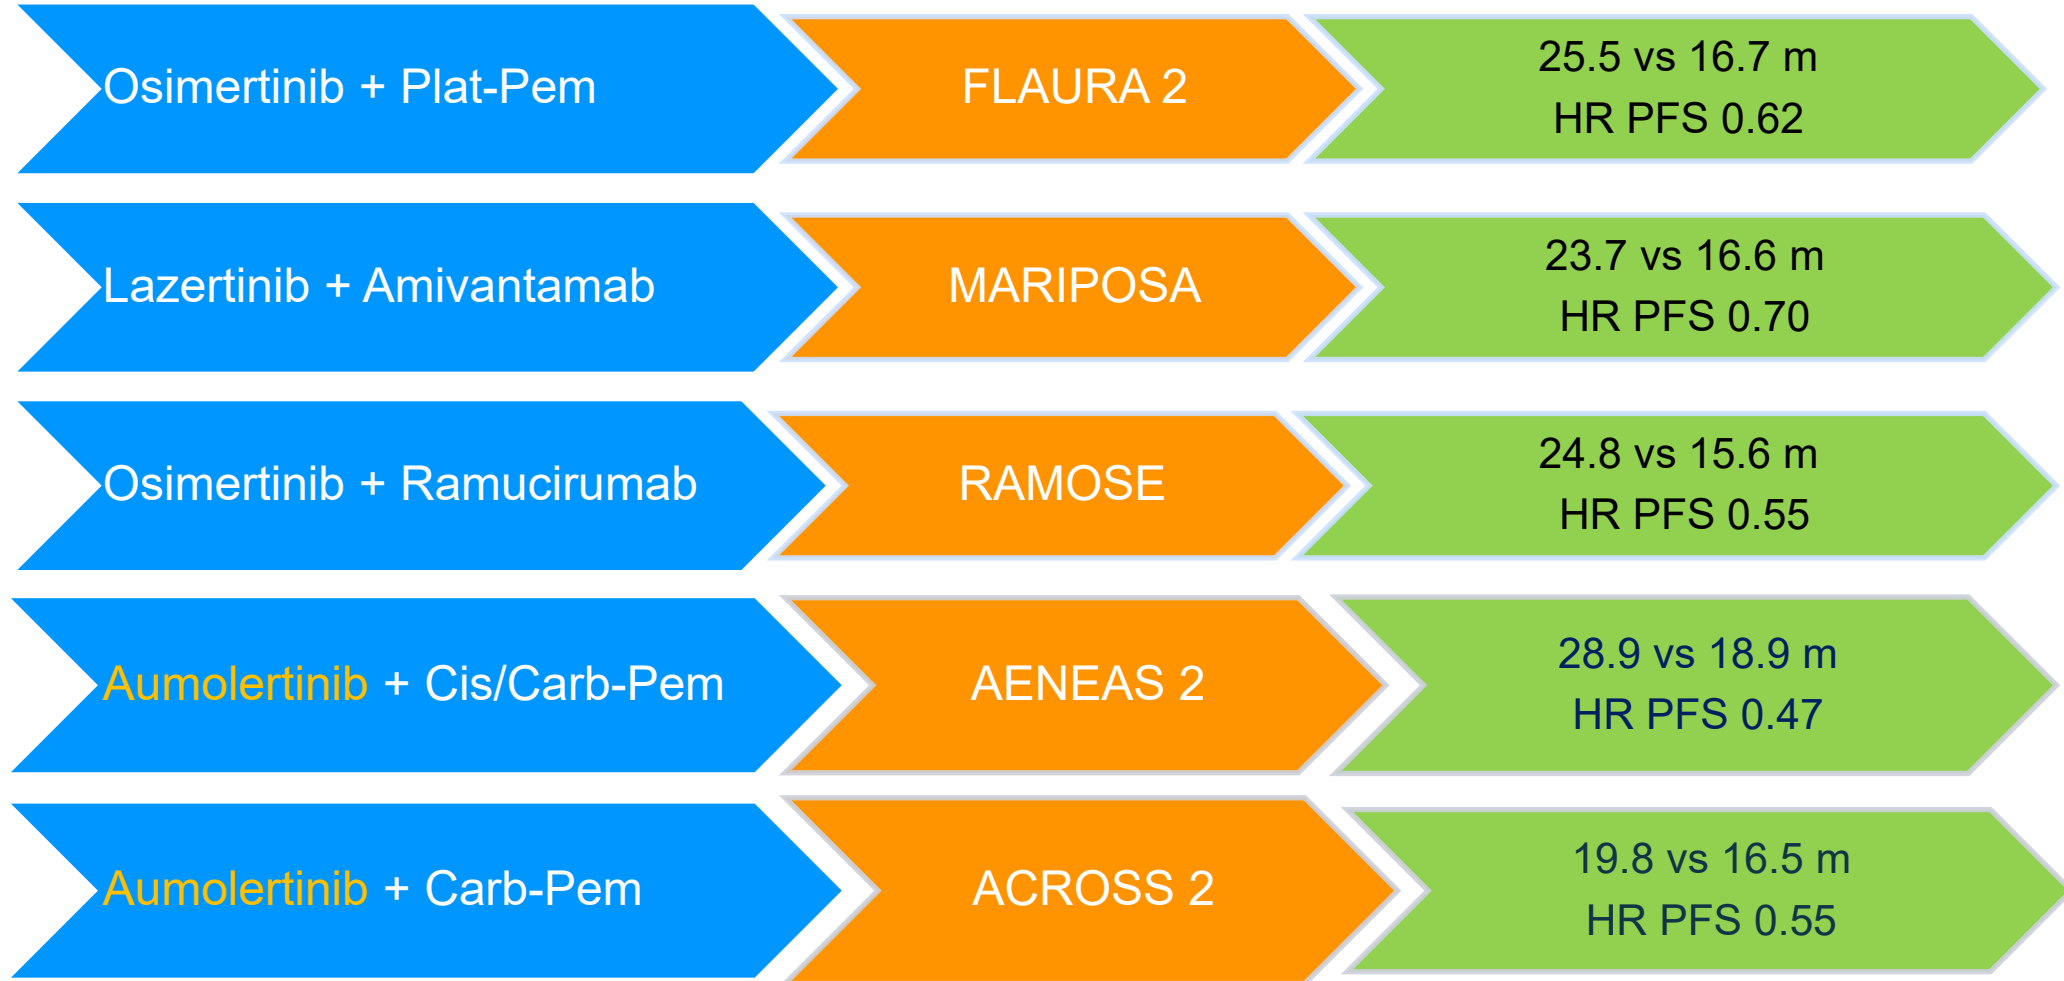 Osimertinib + Plat-Pem
FLAURA 2
25.5 vs 16.7 m
HR PFS 0.62
Lazertinib + Amivantamab
MARIPOSA
23.7 vs 16.6 m
HR PFS 0.70
Osimertinib + Ramucirumab
RAMOSE
24.8 vs 15.6 m
HR PFS 0.55
Aumolertinib + Cis/Carb-Pem
AENEAS 2
28.9 vs 18.9 m
HR PFS 0.47
Aumolertinib + Carb-Pem
ACROSS 2
19.8 vs 16.5 m
HR PFS 0.55